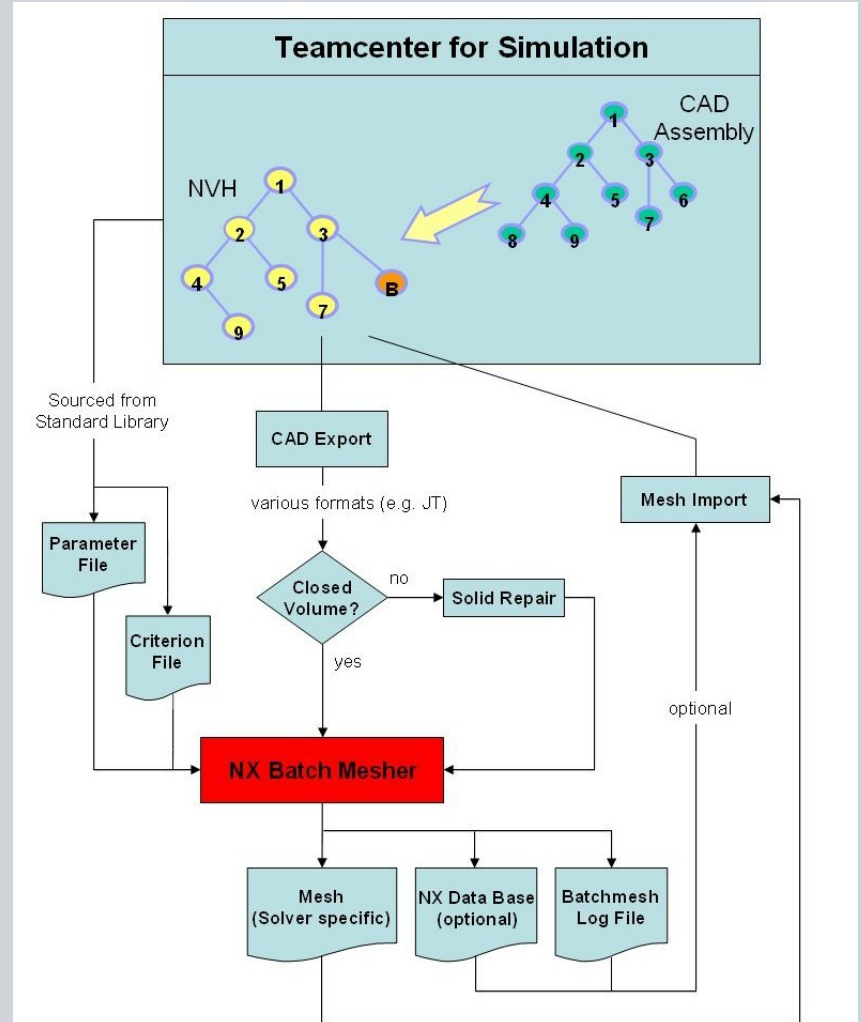 Teamcenter for Simulation
CAD
Assembly
1
2
3
4
5
6
7
8
9
NVH
1
2
3
4
5
B
7
9
Sourced from
Standard Library
CAD Export
various formats (e.g. JT)
Mesh Import
Parameter
File
Closed
Volume?
no
Solid Repair
Criterion
File
yes
optional
NX Batch Mesher
Mesh
(Solver specific)
NX Data Base
(optional)
Batchmesh
Log File